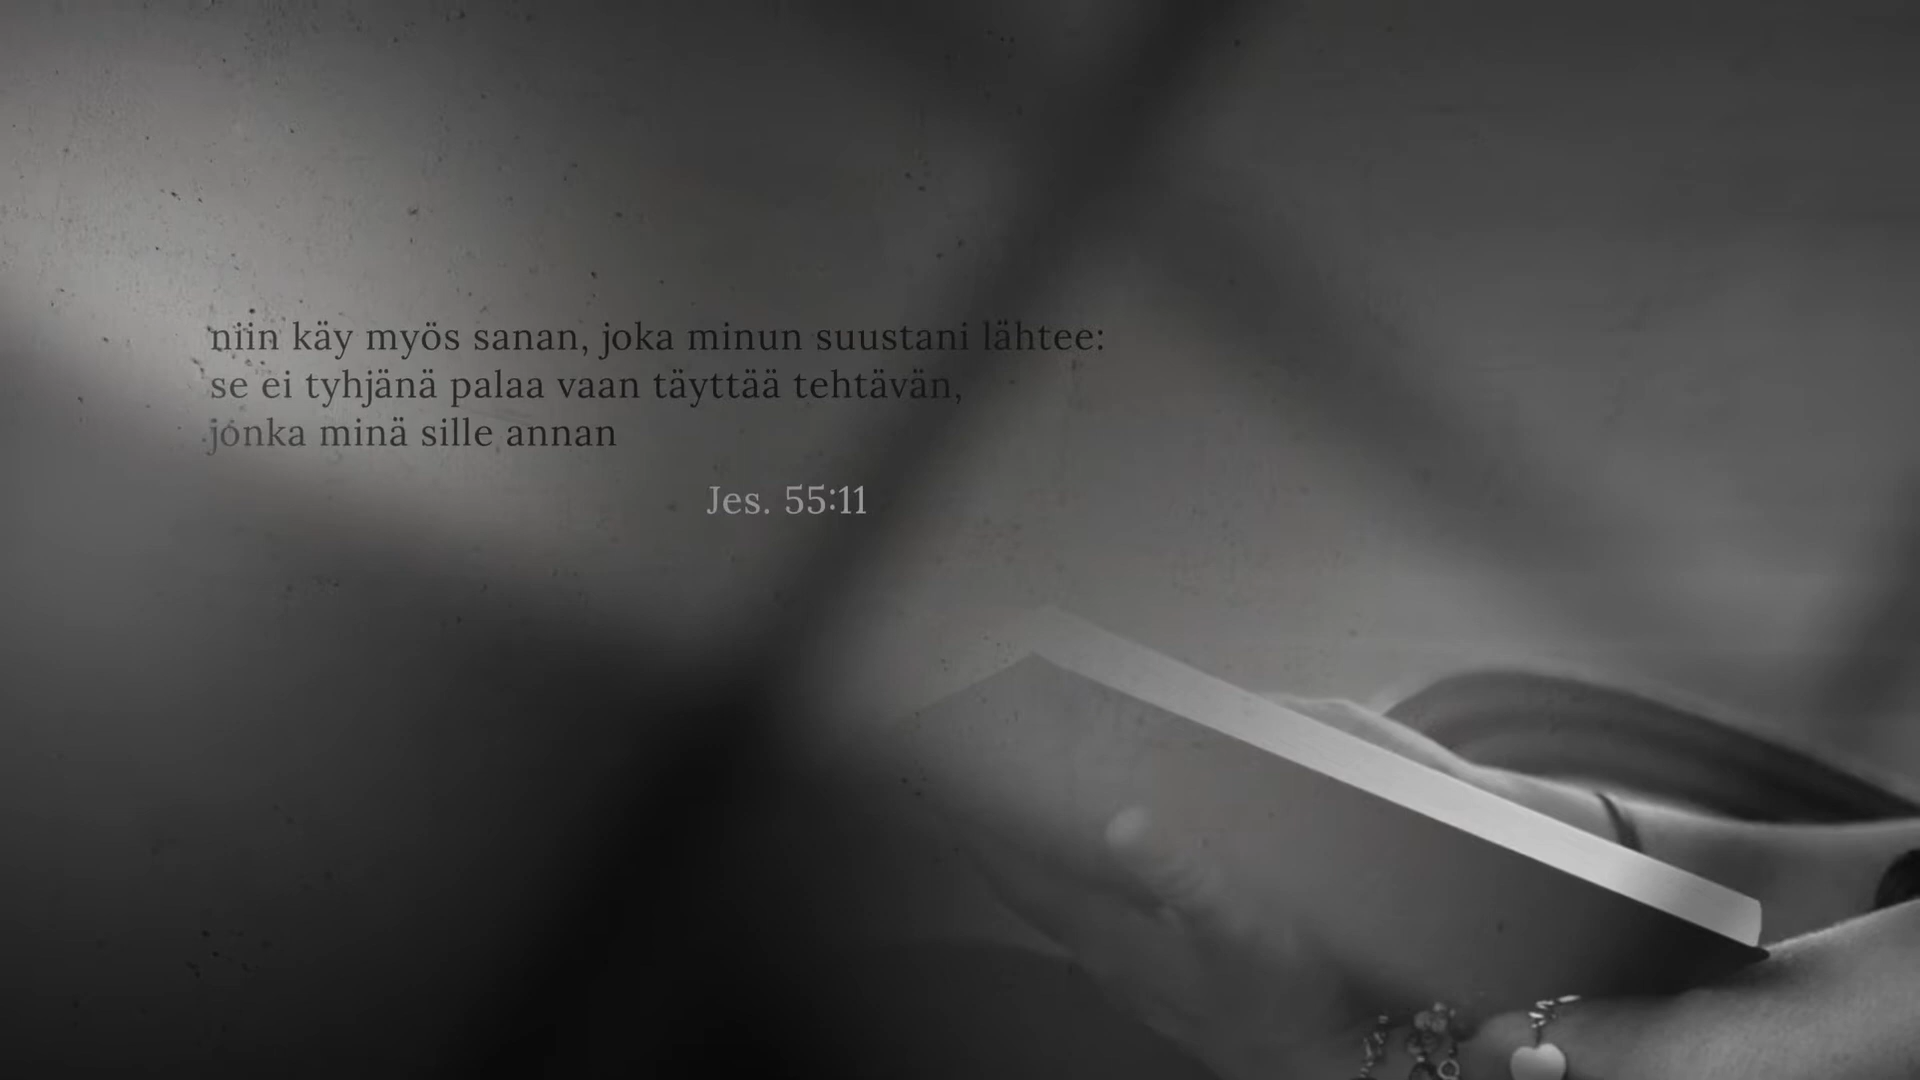 niin käy myös sanan, joka minun suustani lähtee:
se ei tyhjänä palaa vaan täyttää tehtävän,
jonka minä sille annan
Jes. 55:11